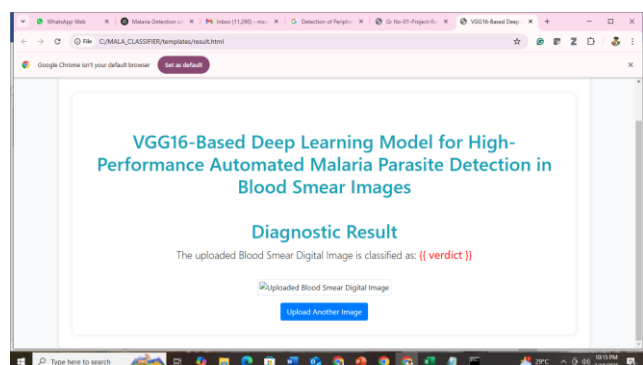 WhatsApp Web
Malaria Detection wi
Inbox (11,290) - mo
Detection of Periphe
Gr No-01-Project-Re
VGG16-Based Deep
File C:/MALA_CLASSIFIER/templates/result.html
Google Chrome isn't your default browser Set as default
VGG16-Based Deep Learning Model for High-
Performance Automated Malaria Parasite Detection in
Blood Smear Images
Diagnostic Result
The uploaded Blood Smear Digital Image is classified as: {{ verdict }}
Uploaded Blood Smear Digital Image
Upload Another Image
Type here to search
29°C
10:15 PM